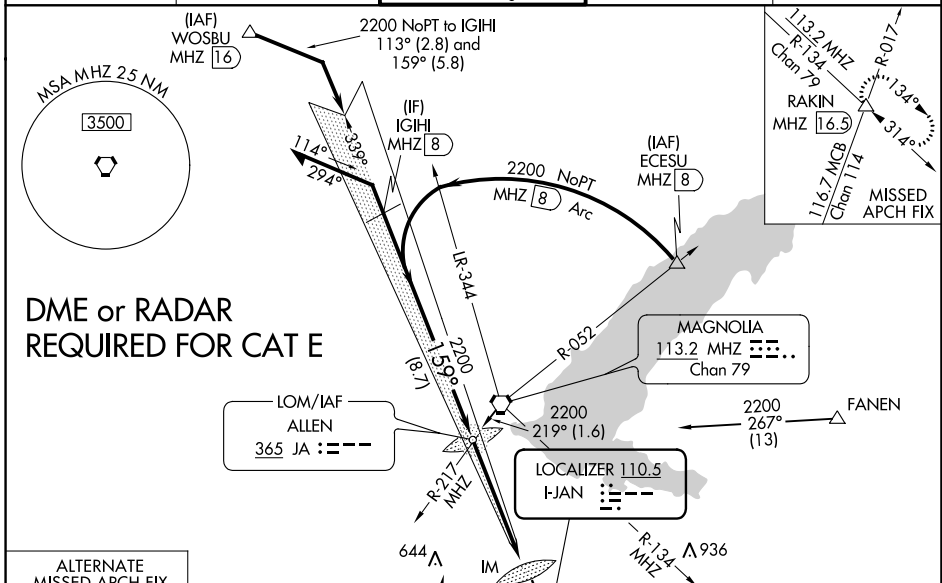 (IAF)
WOSBU
MHZ 16
2200 NoPT to IGIHI
113° (2.8) and
159° (5.8)
MSA MHZ 25 NM
3500
(IF)
IGIHI
MHZ 8
339°
114°
294°
2200 NoPT
MHZ 8 Arc
(IAF)
ECESU
MHZ 8
113.2 MHZ
R-134
Chan 79
R-017
134°
314°
RAKIN
MHZ 16.5
116.7 MCB
Chan 114
MISSED
APCH FIX
DME or RADAR
REQUIRED FOR CAT E
LR-344
R-052
2200
159°
(8.7)
MAGNOLIA
113.2 MHZ
Chan 79
LOM/IAF
ALLEN
365 JA
2200
219° (1.6)
2200
267°
(13)
FANEN
R-217
MHZ
LOCALIZER 110.5
I-JAN
R-134
MHZ
644
936
IM
ALTERNATE
MISSED APCH FIX